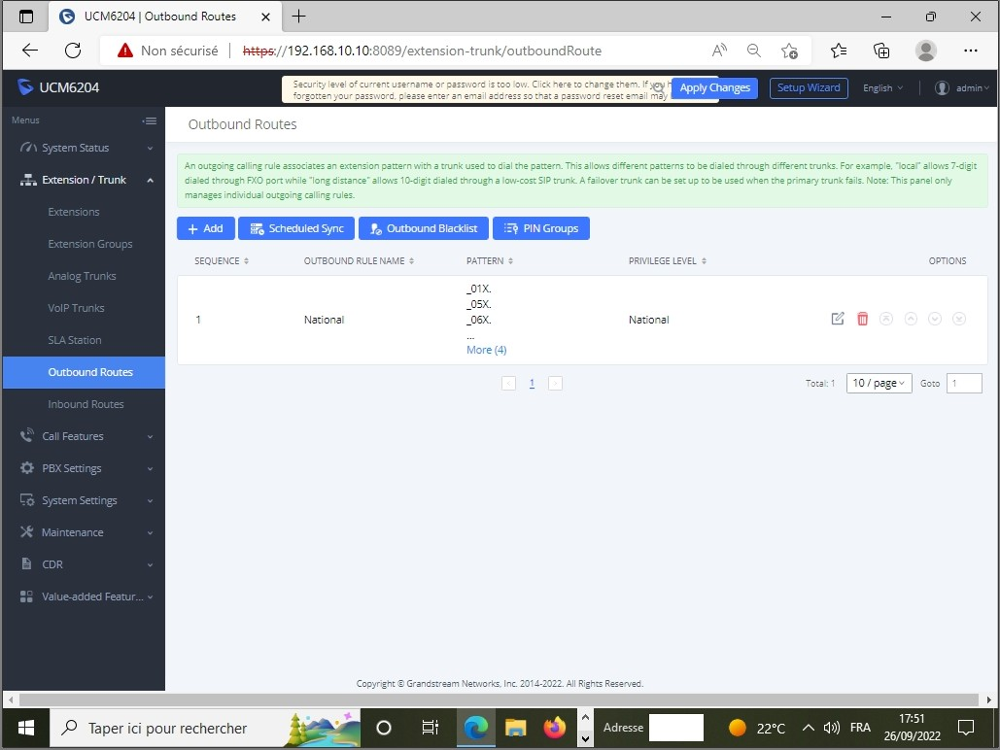 UCM6204 | Outbound Routes
Non sécurisé
https://192.168.10.10:8089/extension-trunk/outboundRoute
UCM6204
Security level of current username or password is too low. Click here to change them. If you h
forgotten your password, please enter an email address so that a password reset email may
Apply Changes
Setup Wizard
English
admin
Menus
System Status
Extension / Trunk
Extensions
Extension Groups
Analog Trunks
VoIP Trunks
SLA Station
Outbound Routes
Inbound Routes
Call Features
PBX Settings
System Settings
Maintenance
CDR
Value-added Featur...
Outbound Routes
An outgoing calling rule associates an extension pattern with a trunk used to dial the pattern. This allows different patterns to be dialed through different trunks. For example, "local" allows 7-digit
dialed through FXO port while "long distance" allows 10-digit dialed through a low-cost SIP trunk. A failover trunk can be set up to be used when the primary trunk fails. Note: This panel only
manages individual outgoing calling rules.
+ Add
Scheduled Sync
Outbound Blacklist
PIN Groups
SEQUENCE
OUTBOUND RULE NAME
PATTERN
PRIVILEGE LEVEL
OPTIONS
1
National
_01X.
_05X.
_06X.
...
More (4)
National
1
Total: 1
10 / page
Goto
1
Copyright © Grandstream Networks, Inc. 2014-2022. All Rights Reserved.
Taper ici pour rechercher
Adresse
22°C
FRA
17:51
26/09/2022